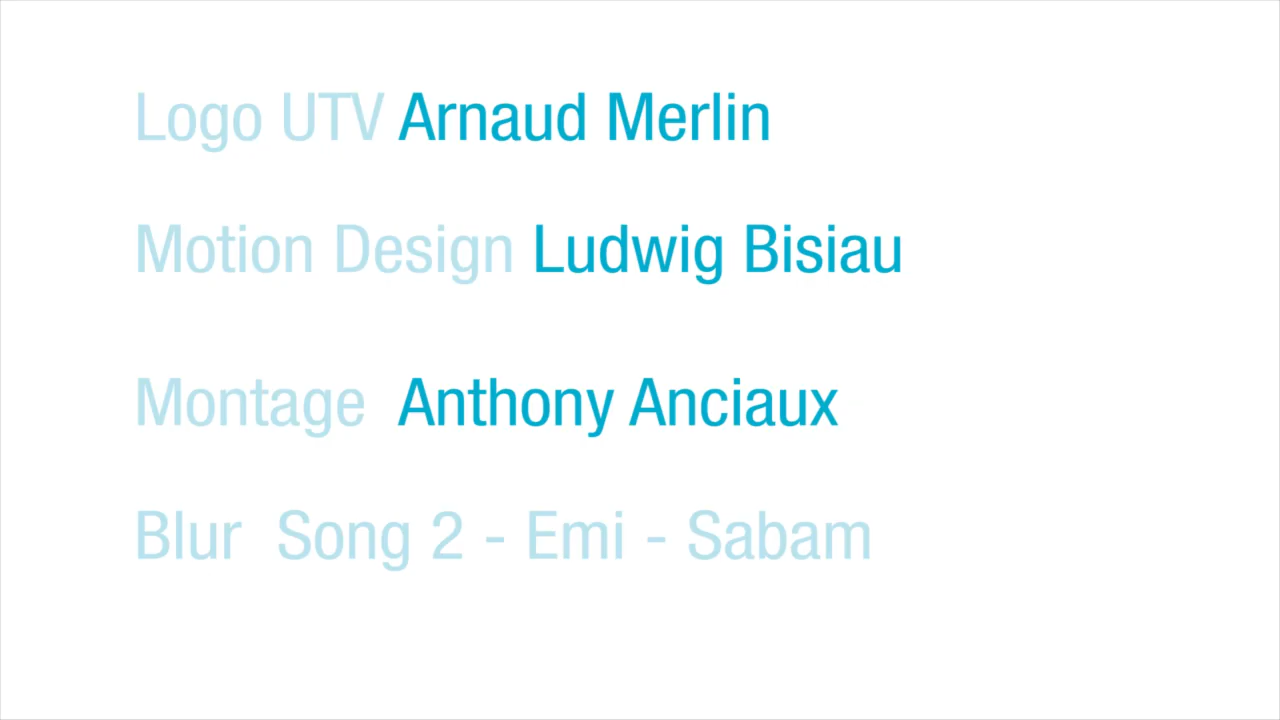 Logo UTV Arnaud Merlin
Motion Design Ludwig Bisiau
Montage Anthony Anciaux
Blur Song 2 - Emi - Sabam